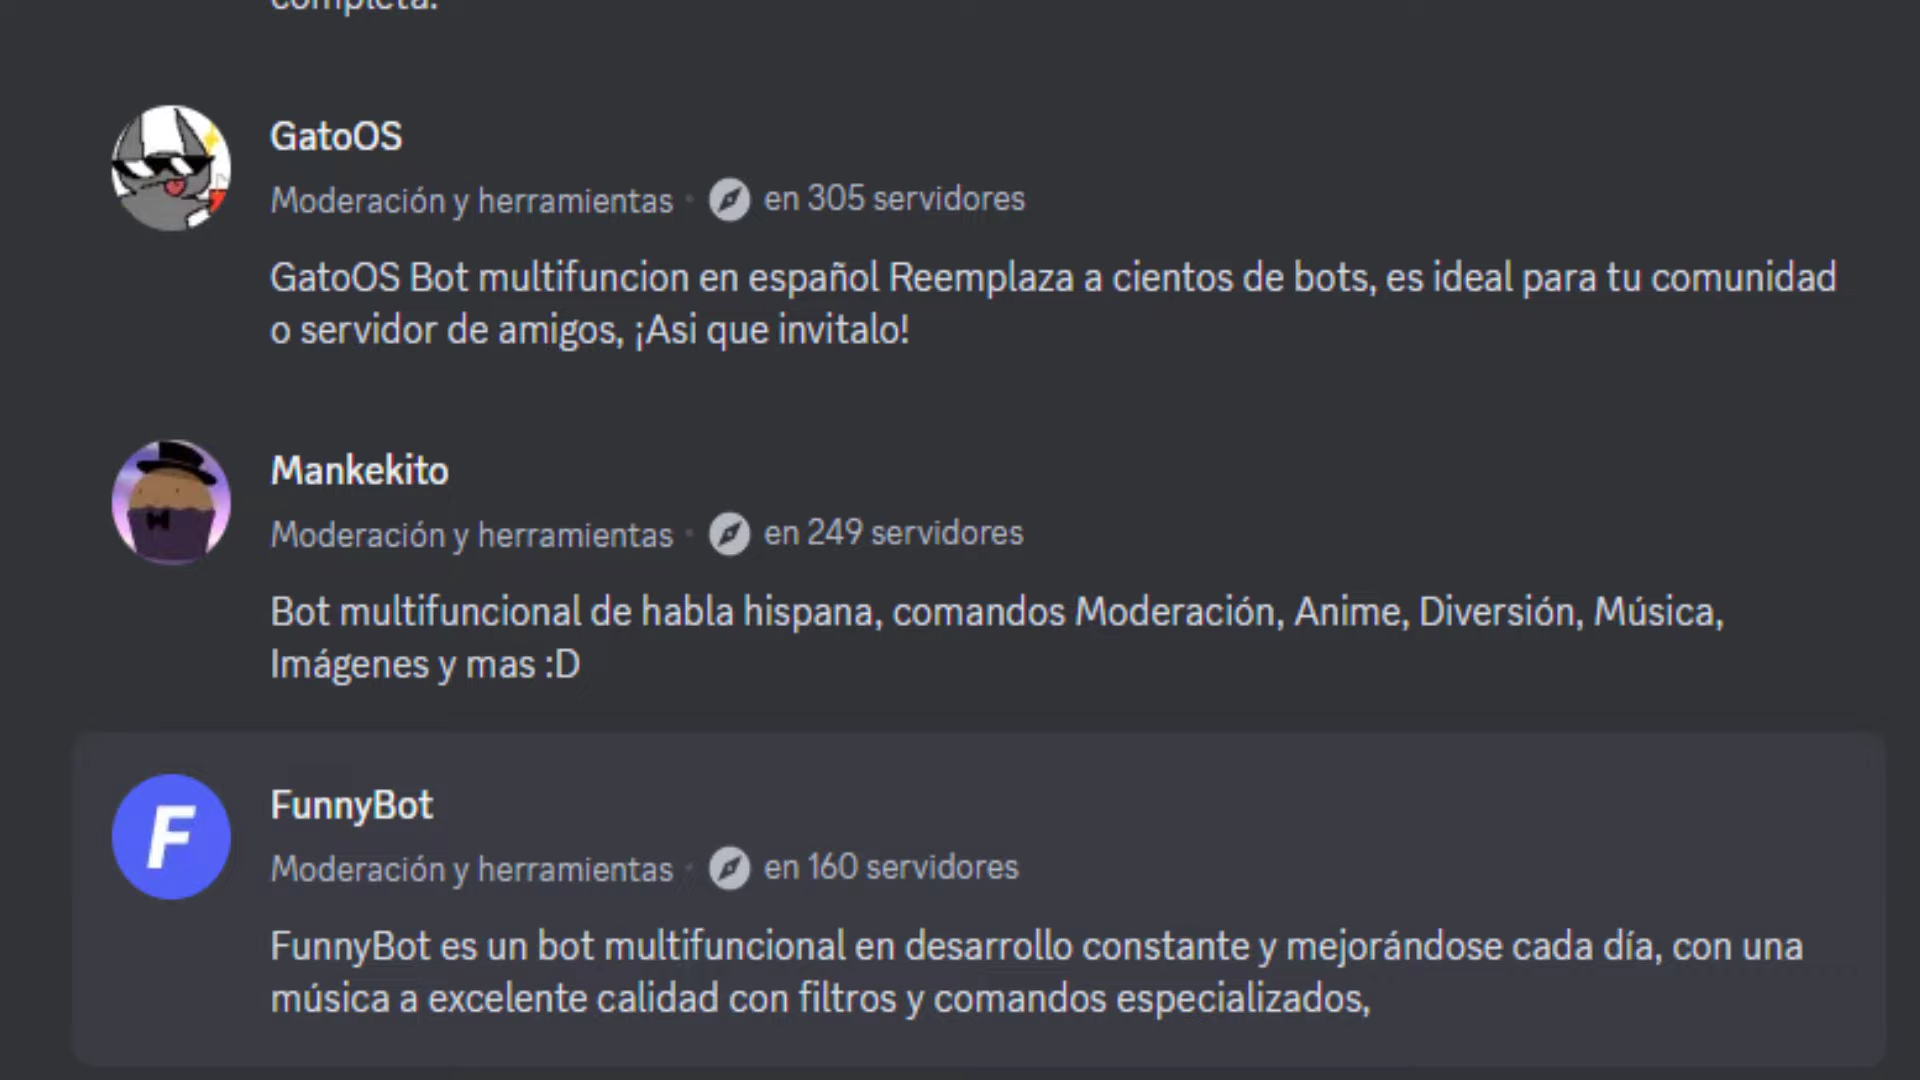 completa.
GatoOS
Moderación y herramientas • en 305 servidores
GatoOS Bot multifuncion en español Reemplaza a cientos de bots, es ideal para tu comunidad
o servidor de amigos, ¡Asi que invitalo!
Mankekito
Moderación y herramientas • en 249 servidores
Bot multifuncional de habla hispana, comandos Moderación, Anime, Diversión, Música,
Imágenes y mas :D
F
FunnyBot
Moderación y herramientas • en 160 servidores
FunnyBot es un bot multifuncional en desarrollo constante y mejorándose cada día, con una
música a excelente calidad con filtros y comandos especializados,